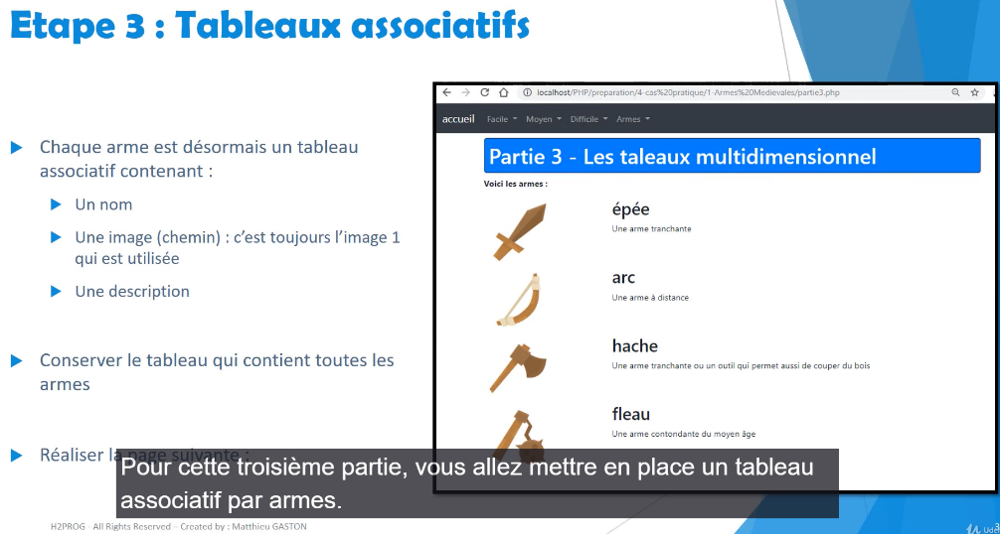 Etape 3 : Tableaux associatifs
Chaque arme est désormais un tableau
associatif contenant :
Un nom
Une image (chemin) : c'est toujours l'image 1
qui est utilisée
Une description
Conserver le tableau qui contient toutes les
armes
Réaliser la page suivante :
localhost/PHP/preparation/4-cas%20pratique/1-Armes%20Medievales/partie3.php
accueil Facile Moyen Difficile Armes
Partie 3 - Les taleaux multidimensionnel
Voici les armes :
épée
Une arme tranchante
arc
Une arme à distance
hache
Une arme tranchante ou un outil qui permet aussi de couper du bois
fleau
Une arme contondante du moyen âge
Pour cette troisième partie, vous allez mettre en place un tableau
associatif par armes.
H2PROG - All Rights Reserved – Created by : Matthieu GASTON
3